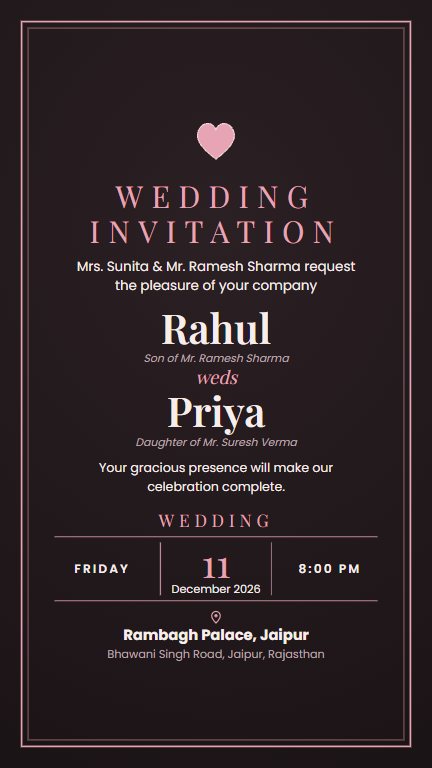 WEDDING
INVITATION
Mrs. Sunita & Mr. Ramesh Sharma request
the pleasure of your company
Rahul
Son of Mr. Ramesh Sharma
weds
Priya
Daughter of Mr. Suresh Verma
Your gracious presence will make our
celebration complete.
WEDDING
FRIDAY
11
December 2026
8:00 PM
Rambagh Palace, Jaipur
Bhawani Singh Road, Jaipur, Rajasthan